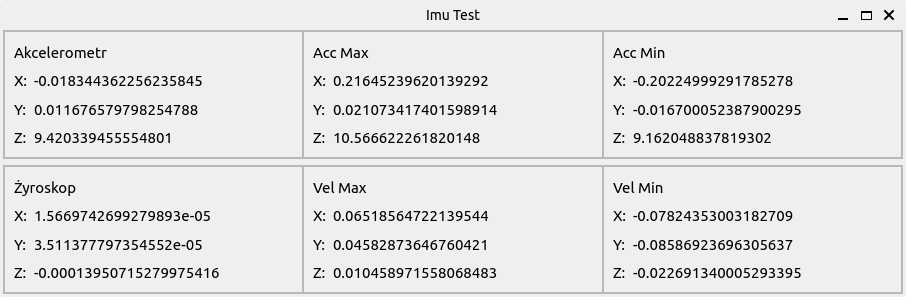 Imu Test
Akcelerometr
X: -0.018344362256235845
Y: 0.011676579798254788
Z: 9.420339455554801
Acc Max
X: 0.21645239620139292
Y: 0.021073417401598914
Z: 10.566622261820148
Acc Min
X: -0.20224999291785278
Y: -0.016700052387900295
Z: 9.162048837819302
Żyroskop
X: 1.5669742699279893e-05
Y: 3.511377797354552e-05
Z: -0.00013950715279975416
Vel Max
X: 0.06518564722139544
Y: 0.04582873646760421
Z: 0.010458971558068483
Vel Min
X: -0.07824353003182709
Y: -0.08586923696305637
Z: -0.022691340005293395